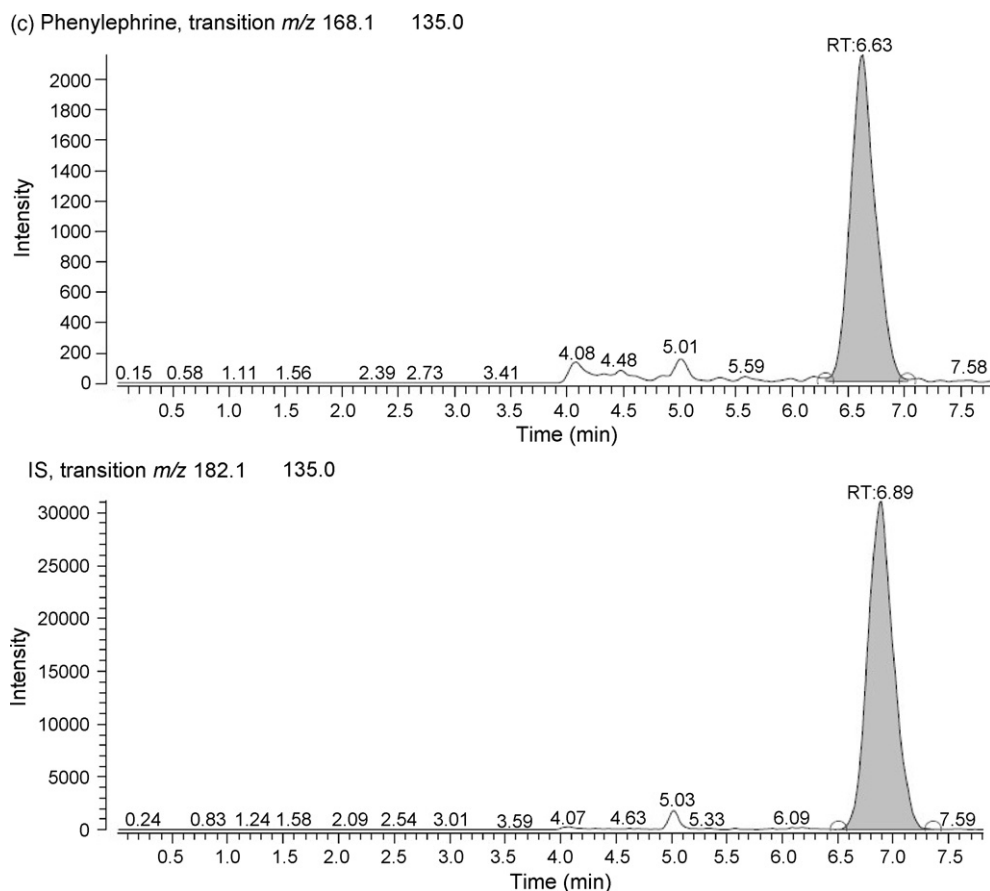 (c) Phenylephrine, transition m/z 168.1 135.0
RT:6.63
2000
1800
1600
1400
1200
1000
800
600
400
200
0
Intensity
0.15 0.58 1.11 1.56 2.39 2.73 3.41 4.08 4.48 5.01 5.59 7.58
0.5 1.0 1.5 2.0 2.5 3.0 3.5 4.0 4.5 5.0 5.5 6.0 6.5 7.0 7.5
Time (min)
IS, transition m/z 182.1 135.0
RT:6.89
30000
25000
20000
15000
10000
5000
0
Intensity
0.24 0.83 1.24 1.58 2.09 2.54 3.01 3.59 4.07 4.63 5.03 5.33 6.09 7.59
0.5 1.0 1.5 2.0 2.5 3.0 3.5 4.0 4.5 5.0 5.5 6.0 6.5 7.0 7.5
Time (min)